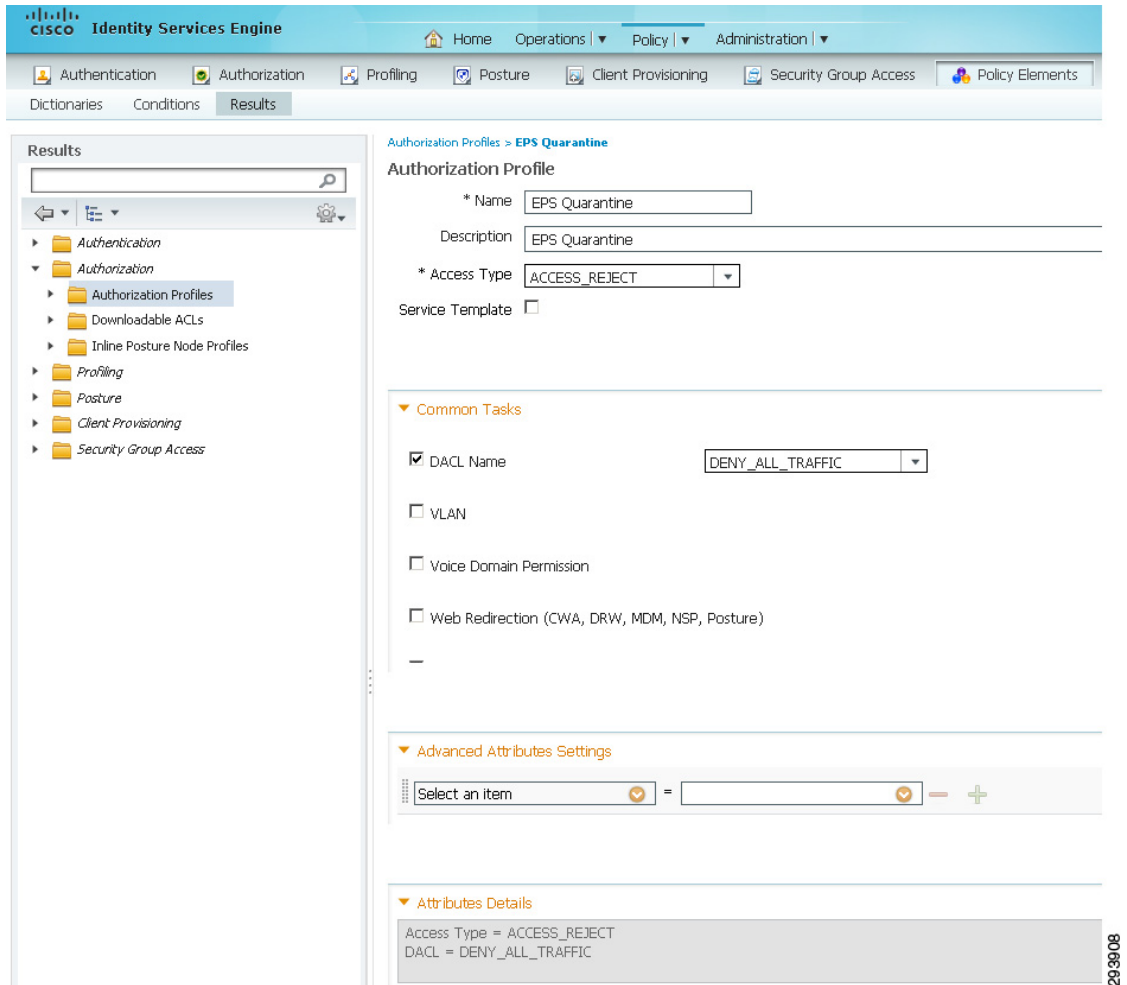 CISCO Identity Services Engine
Home Operations Policy Administration
Authentication Authorization Profiling Posture Client Provisioning Security Group Access Policy Elements
Dictionaries Conditions Results
Results
Authentication
Authorization
Authorization Profiles
Downloadable ACLs
Inline Posture Node Profiles
Profiling
Posture
Client Provisioning
Security Group Access
Authorization Profiles > EPS Quarantine
Authorization Profile
* Name EPS Quarantine
Description EPS Quarantine
* Access Type ACCESS_REJECT
Service Template
Common Tasks
DACL Name DENY_ALL_TRAFFIC
VLAN
Voice Domain Permission
Web Redirection (CWA, DRW, MDM, NSP, Posture)
Advanced Attributes Settings
Select an item =
Attributes Details
Access Type = ACCESS_REJECT
DACL = DENY_ALL_TRAFFIC
293908